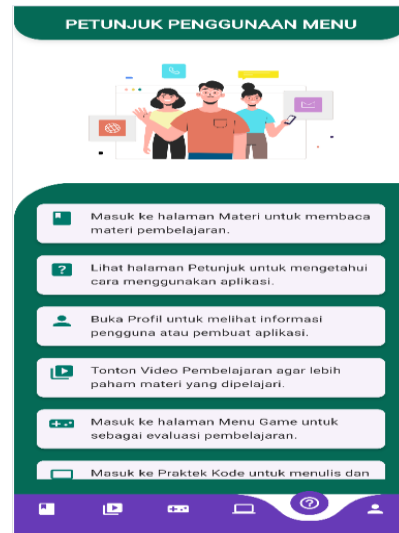 PETUNJUK PENGGUNAAN MENU
Masuk ke halaman Materi untuk membaca
materi pembelajaran.
Lihat halaman Petunjuk untuk mengetahui
cara menggunakan aplikasi.
Buka Profil untuk melihat informasi
pengguna atau pembuat aplikasi.
Tonton Video Pembelajaran agar lebih
paham materi yang dipelajari.
Masuk ke halaman Menu Game untuk
sebagai evaluasi pembelajaran.
Masuk ke Praktek Kode untuk menulis dan